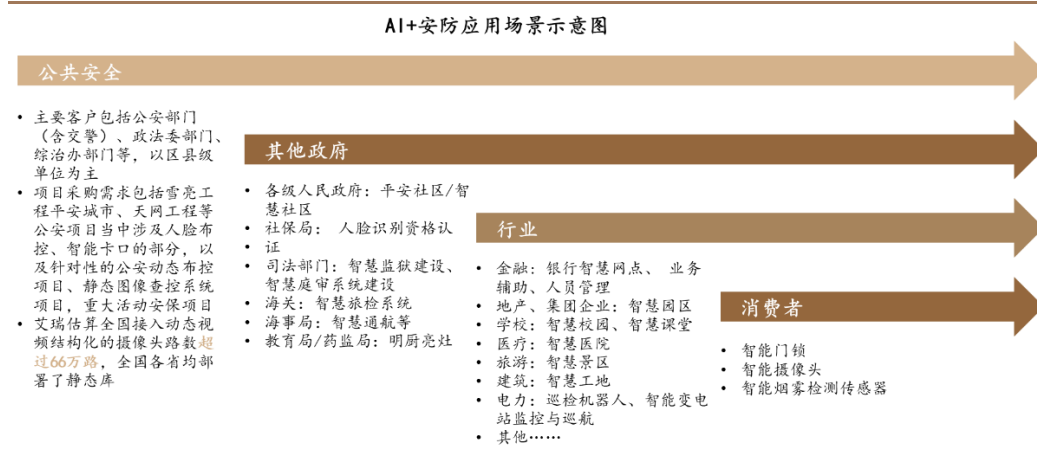 AI+安防应用场景示意图
公共安全
• 主要客户包括公安部门
（含交警）、政法委部门、
综治办部门等，以区县级
单位为主
• 项目采购需求包括雪亮工
程平安城市、天网工程等
公安项目当中涉及人脸布
控、智能卡口的部分，以
及针对性的公安动态布控
项目、静态图像查控系统
项目，重大活动安保项目
• 艾瑞估算全国接入动态视
频结构化的摄像头路数超
过66万路，全国各省均部
署了静态库
其他政府
• 各级人民政府：平安社区/智
慧社区
• 社保局： 人脸识别资格认
• 证
• 司法部门：智慧监狱建设、
智慧庭审系统建设
• 海关：智慧旅检系统
• 海事局：智慧通航等
• 教育局/药监局：明厨亮灶
行业
• 金融：银行智慧网点、 业务
辅助、人员管理
• 地产、集团企业：智慧园区
• 学校：智慧校园、智慧课堂
• 医疗：智慧医院
• 旅游：智慧景区
• 建筑：智慧工地
• 电力：巡检机器人、智能变电
站监控与巡航
• 其他……
消费者
• 智能门锁
• 智能摄像头
• 智能烟雾检测传感器